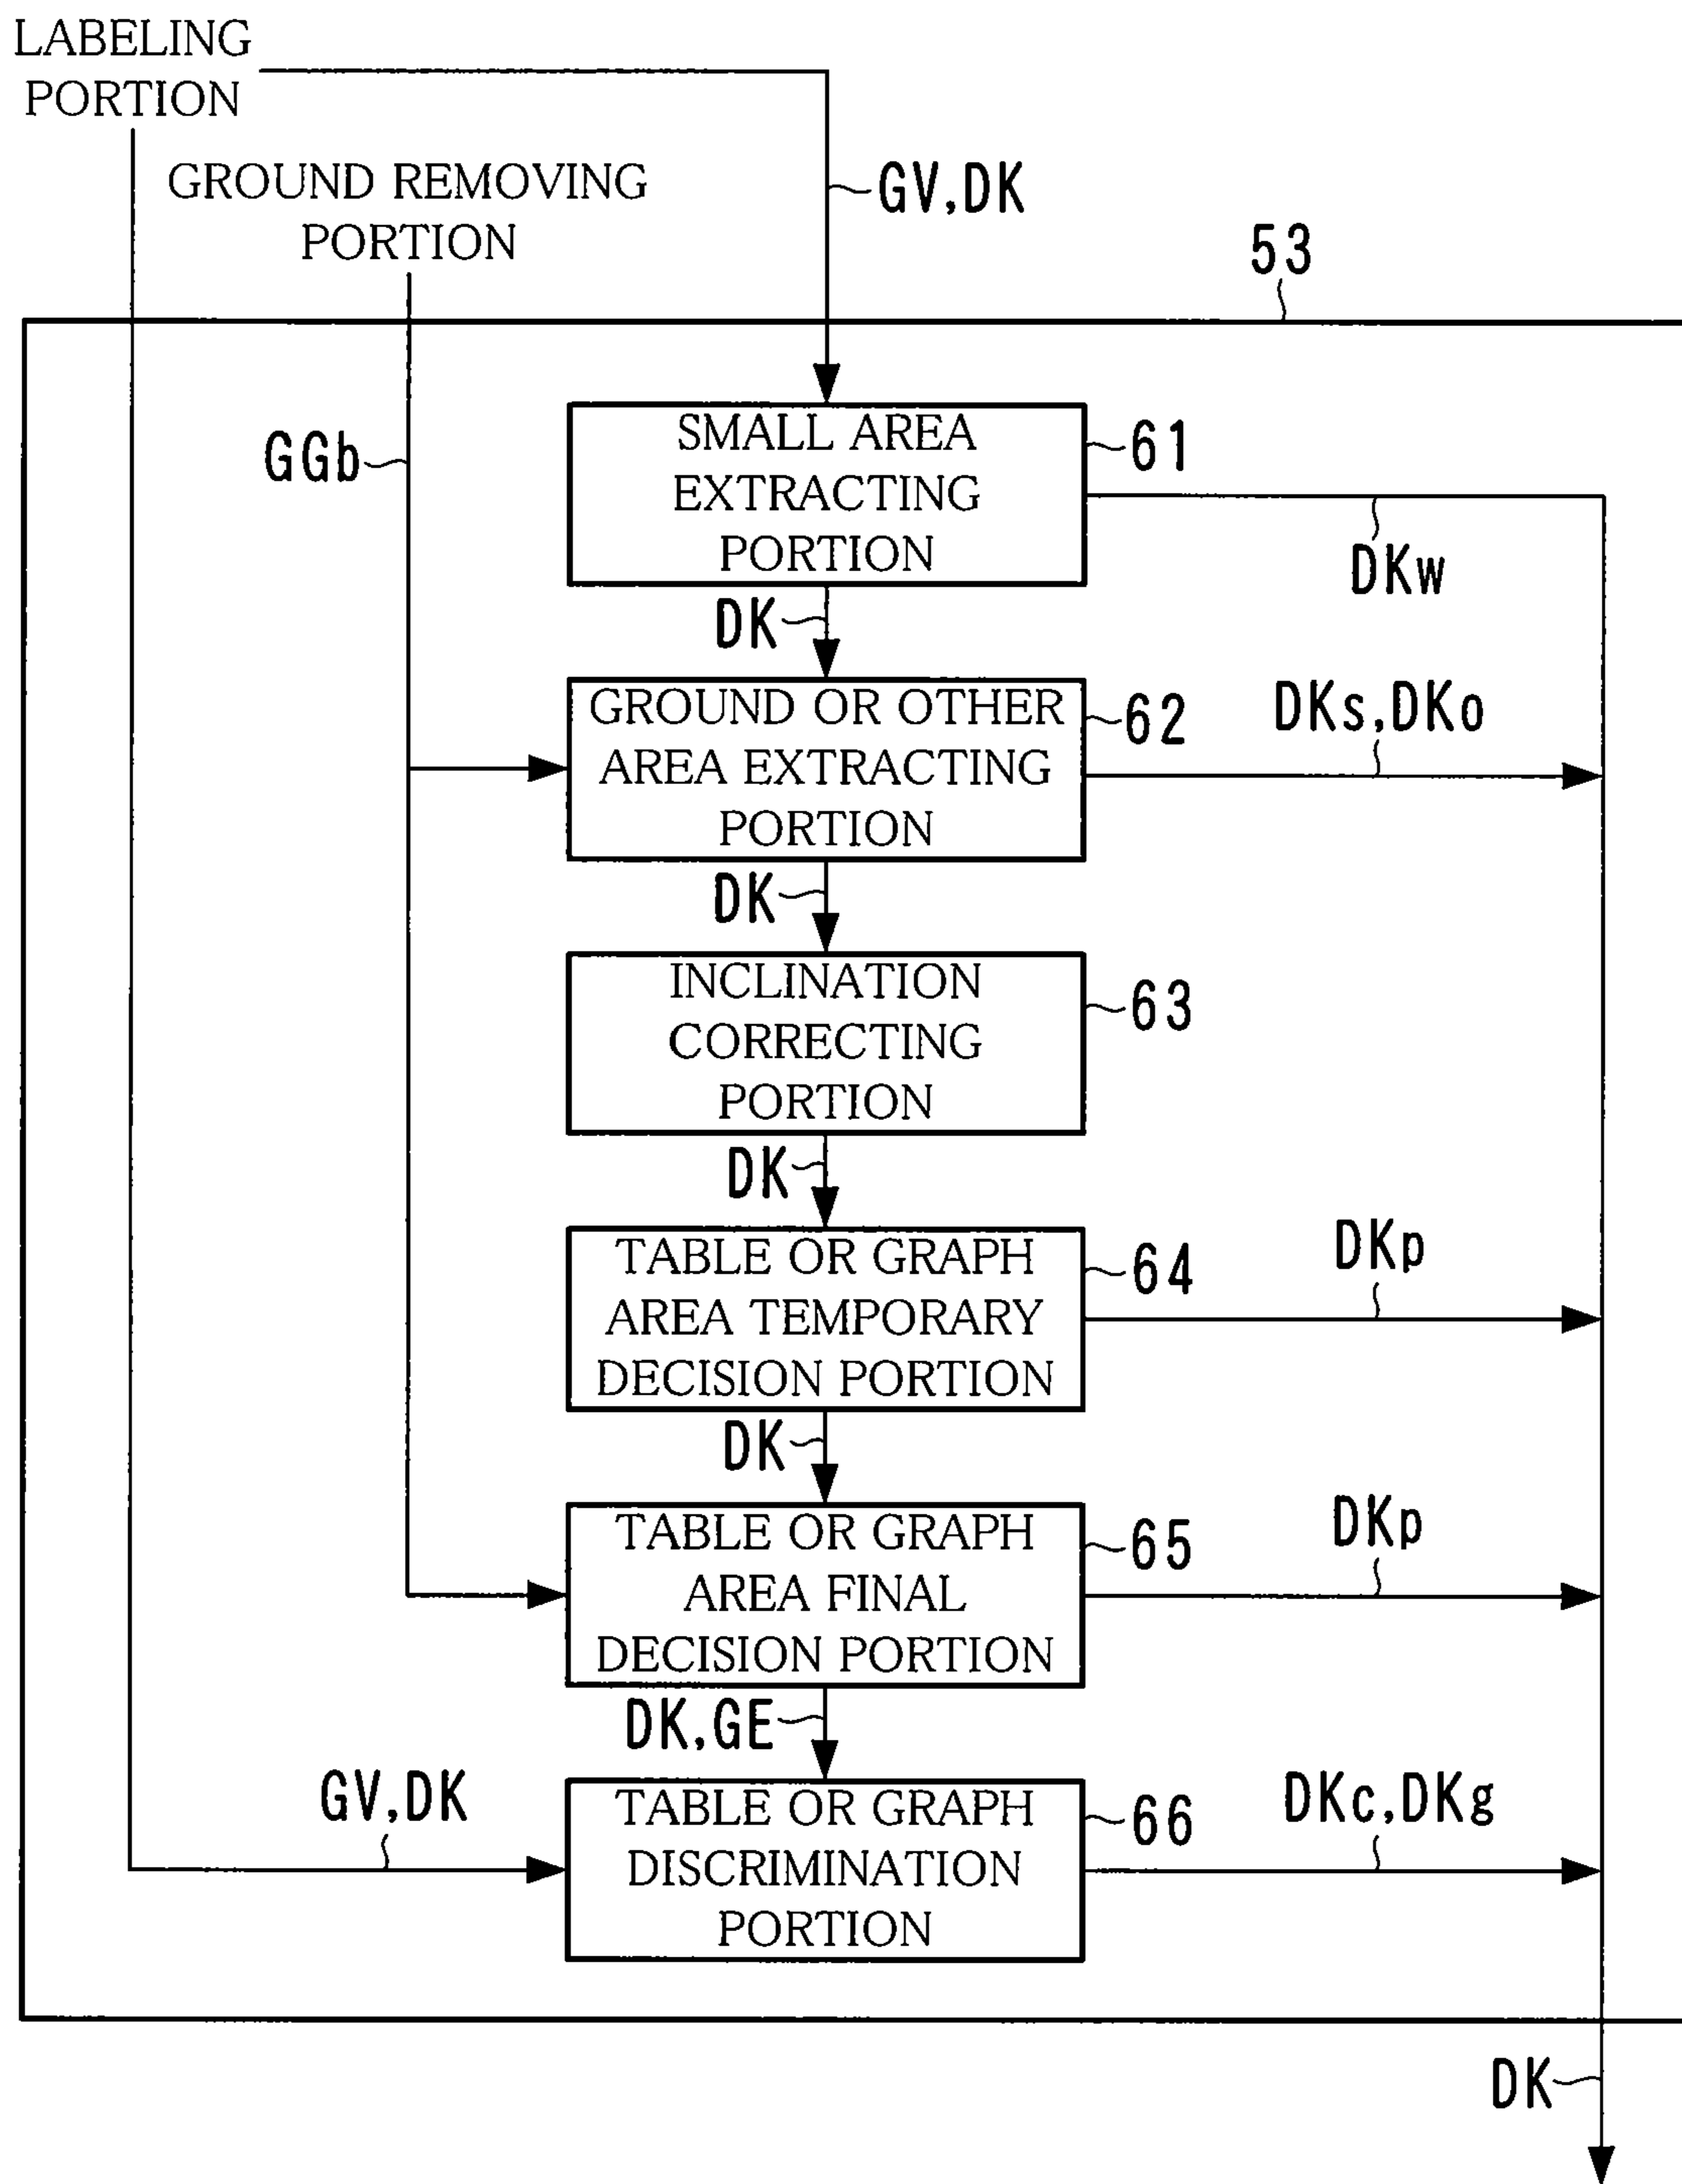 LABELING
PORTION
GROUND REMOVING
PORTION
GV,DK
53
GGb
SMALL AREA
EXTRACTING
PORTION
61
DKw
DK
GROUND OR OTHER
AREA EXTRACTING
PORTION
62
DKs,DKo
DK
INCLINATION
CORRECTING
PORTION
63
DK
TABLE OR GRAPH
AREA TEMPORARY
DECISION PORTION
64
DKp
DK
TABLE OR GRAPH
AREA FINAL
DECISION PORTION
65
DKp
DK,GE
GV,DK
TABLE OR GRAPH
DISCRIMINATION
PORTION
66
DKc,DKg
DK